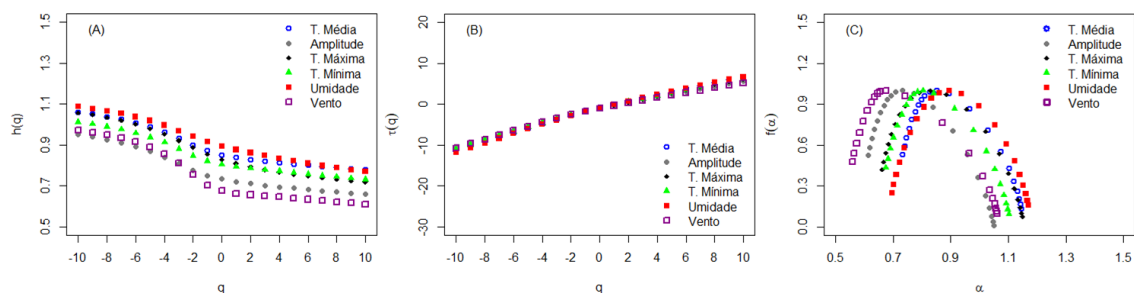 (A)
T. Média
Amplitude
T. Máxima
T. Mínima
Umidade
Vento
h(q)
1.5
1.3
1.1
0.9
0.7
0.5
-10 -8 -6 -4 -2 0 2 4 6 8 10
q
(B)
T. Média
Amplitude
T. Máxima
T. Mínima
Umidade
Vento
τ(q)
20
10
0
-10
-20
-30
-10 -8 -6 -4 -2 0 2 4 6 8 10
q
(C)
T. Média
Amplitude
T. Máxima
T. Mínima
Umidade
Vento
f(α)
1.5
1.2
0.9
0.6
0.3
0.0
0.5 0.7 0.9 1.1 1.3 1.5
α